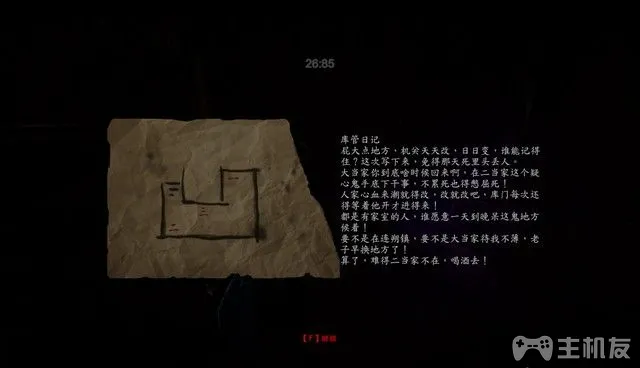 26:85
库管日记
屁大点地方，机关天天改，日日变，谁能记得
住？这次写下来，免得那天死里头丢人。
大当家你到底啥时候回来啊，在二当家这个疑
心鬼手底下干事，不累死也得憋屈死！
人家心血来潮就得改，改就改吧，库门每次还
得等着他开才进得来！
都是有家室的人，谁愿意一天到晚呆这鬼地方
候着！
要不是在连朔镇，要不是大当家待我不薄，老
子早换地方了！
算了，难得二当家不在，喝酒去！
【F】
主机友